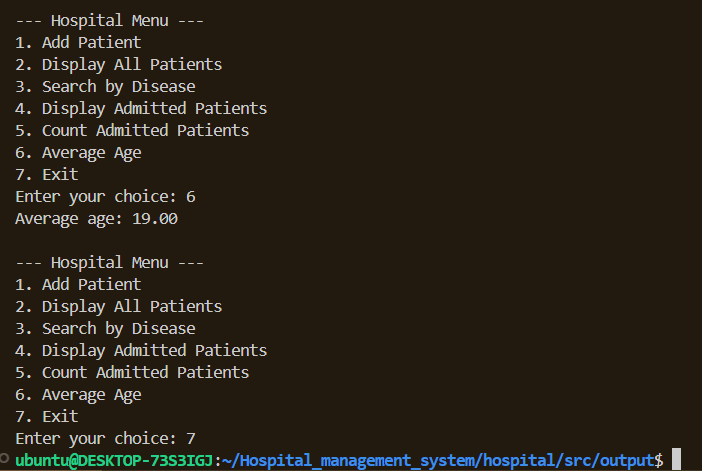 --- Hospital Menu ---
1. Add Patient
2. Display All Patients
3. Search by Disease
4. Display Admitted Patients
5. Count Admitted Patients
6. Average Age
7. Exit
Enter your choice: 6
Average age: 19.00

--- Hospital Menu ---
1. Add Patient
2. Display All Patients
3. Search by Disease
4. Display Admitted Patients
5. Count Admitted Patients
6. Average Age
7. Exit
Enter your choice: 7
ubuntu@DESKTOP-73S3IGJ:~/Hospital_management_system/hospital/src/output$